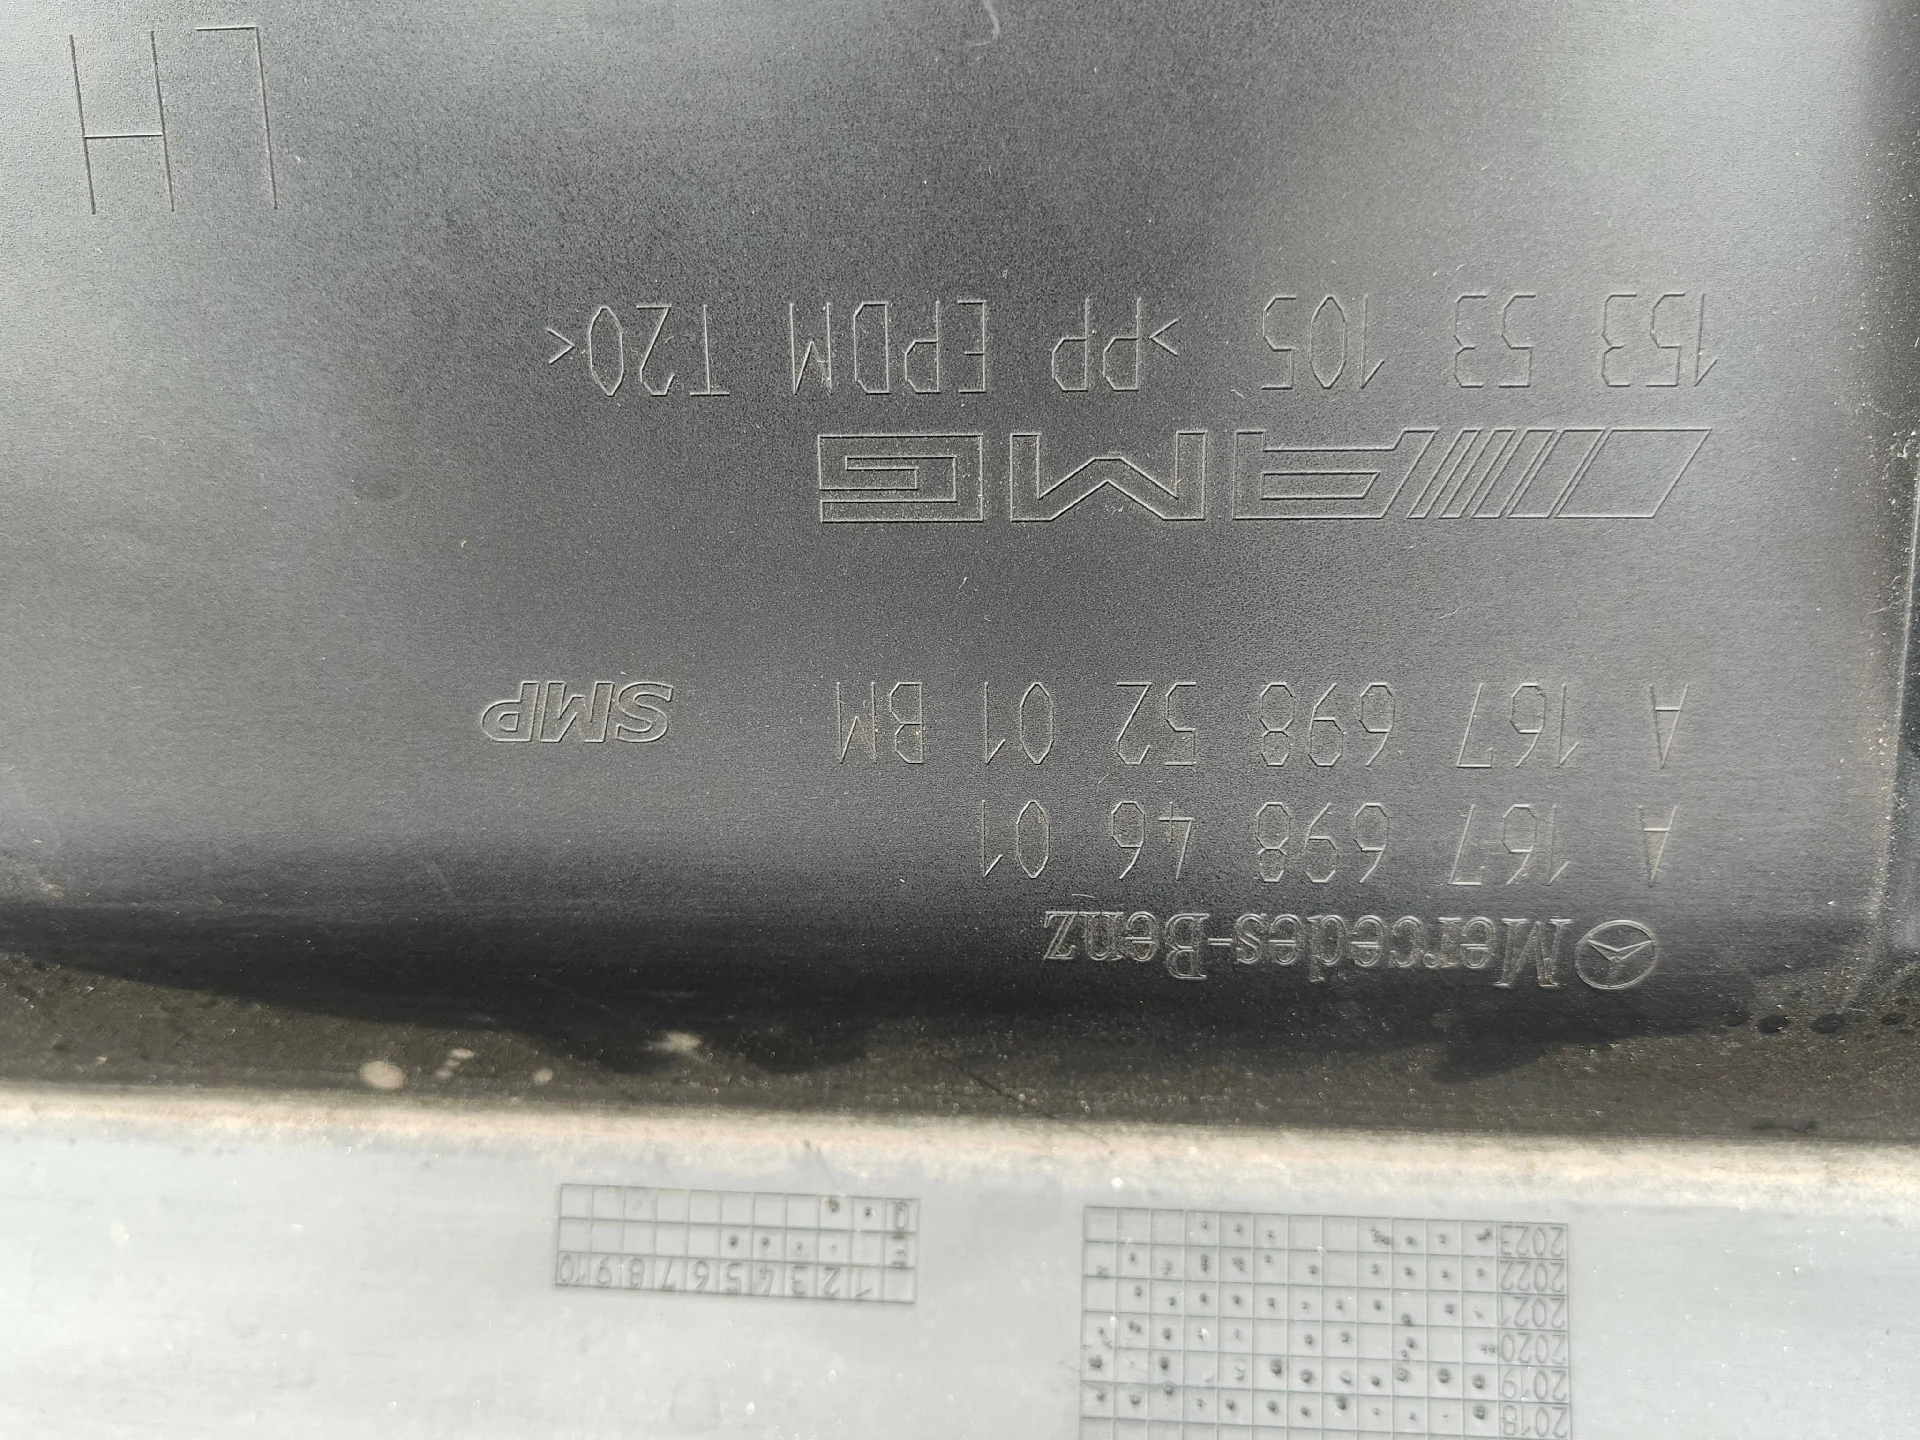 2018
2019
2020
2021
2022
2023
1 2 3 4 5 6 7 8 9 10
Mercedes-Benz
A 167 698 46 01
A 167 698 52 01 BM SMP
AMG
153 53 53 105 >PP EPDM T20<
LH